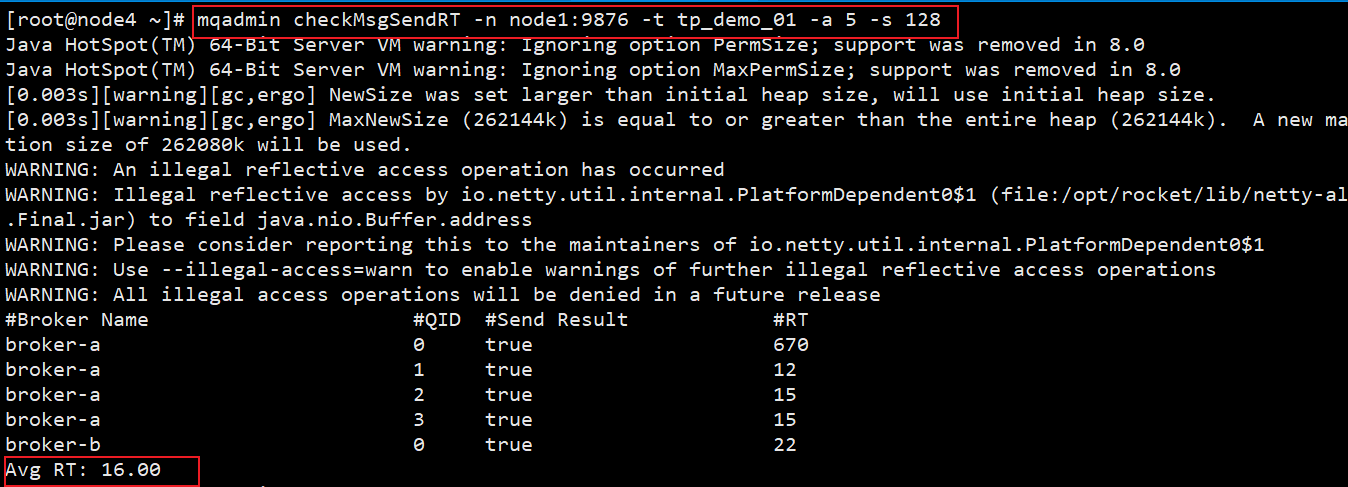 [root@node4 ~]# mqadmin checkMsgSendRT -n node1:9876 -t tp_demo_01 -a 5 -s 128
Java HotSpot(TM) 64-Bit Server VM warning: Ignoring option PermSize; support was removed in 8.0
Java HotSpot(TM) 64-Bit Server VM warning: Ignoring option MaxPermSize; support was removed in 8.0
[0.003s][warning][gc,ergo] NewSize was set larger than initial heap size, will use initial heap size.
[0.003s][warning][gc,ergo] MaxNewSize (262144k) is equal to or greater than the entire heap (262144k).  A new ma
tion size of 262080k will be used.
WARNING: An illegal reflective access operation has occurred
WARNING: Illegal reflective access by io.netty.util.internal.PlatformDependent0$1 (file:/opt/rocket/lib/netty-al
.Final.jar) to field java.nio.Buffer.address
WARNING: Please consider reporting this to the maintainers of io.netty.util.internal.PlatformDependent0$1
WARNING: Use --illegal-access=warn to enable warnings of further illegal reflective access operations
WARNING: All illegal access operations will be denied in a future release
#Broker Name #QID #Send Result #RT
broker-a 0 true 670
broker-a 1 true 12
broker-a 2 true 15
broker-a 3 true 15
broker-b 0 true 22
Avg RT: 16.00